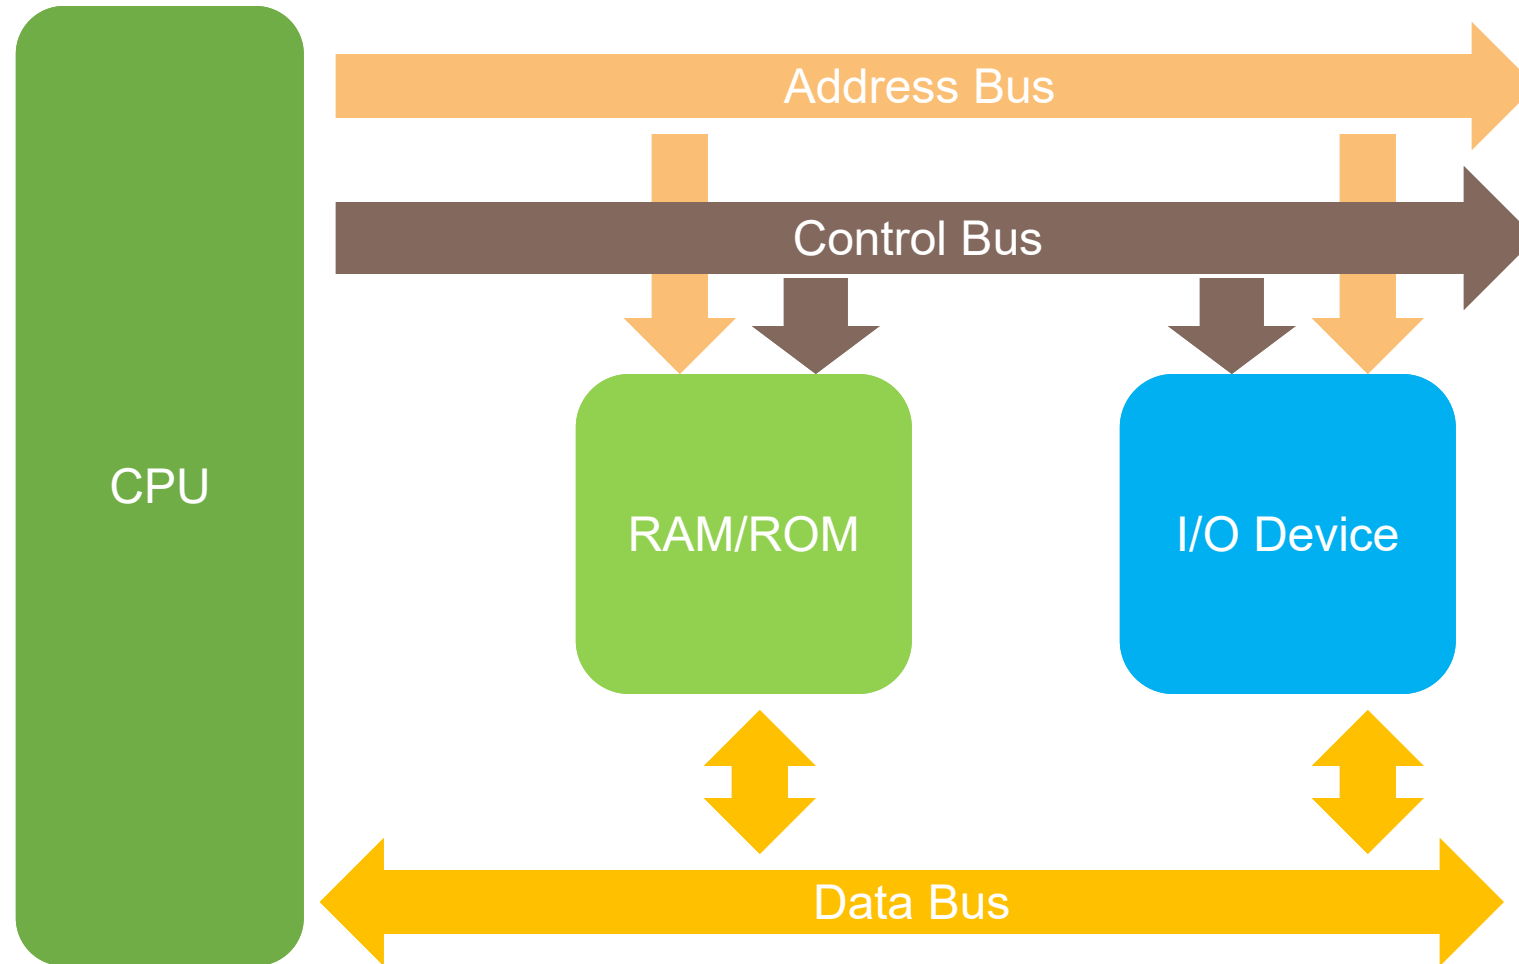 Address Bus
Control Bus
CPU
RAM/ROM
I/O Device
Data Bus